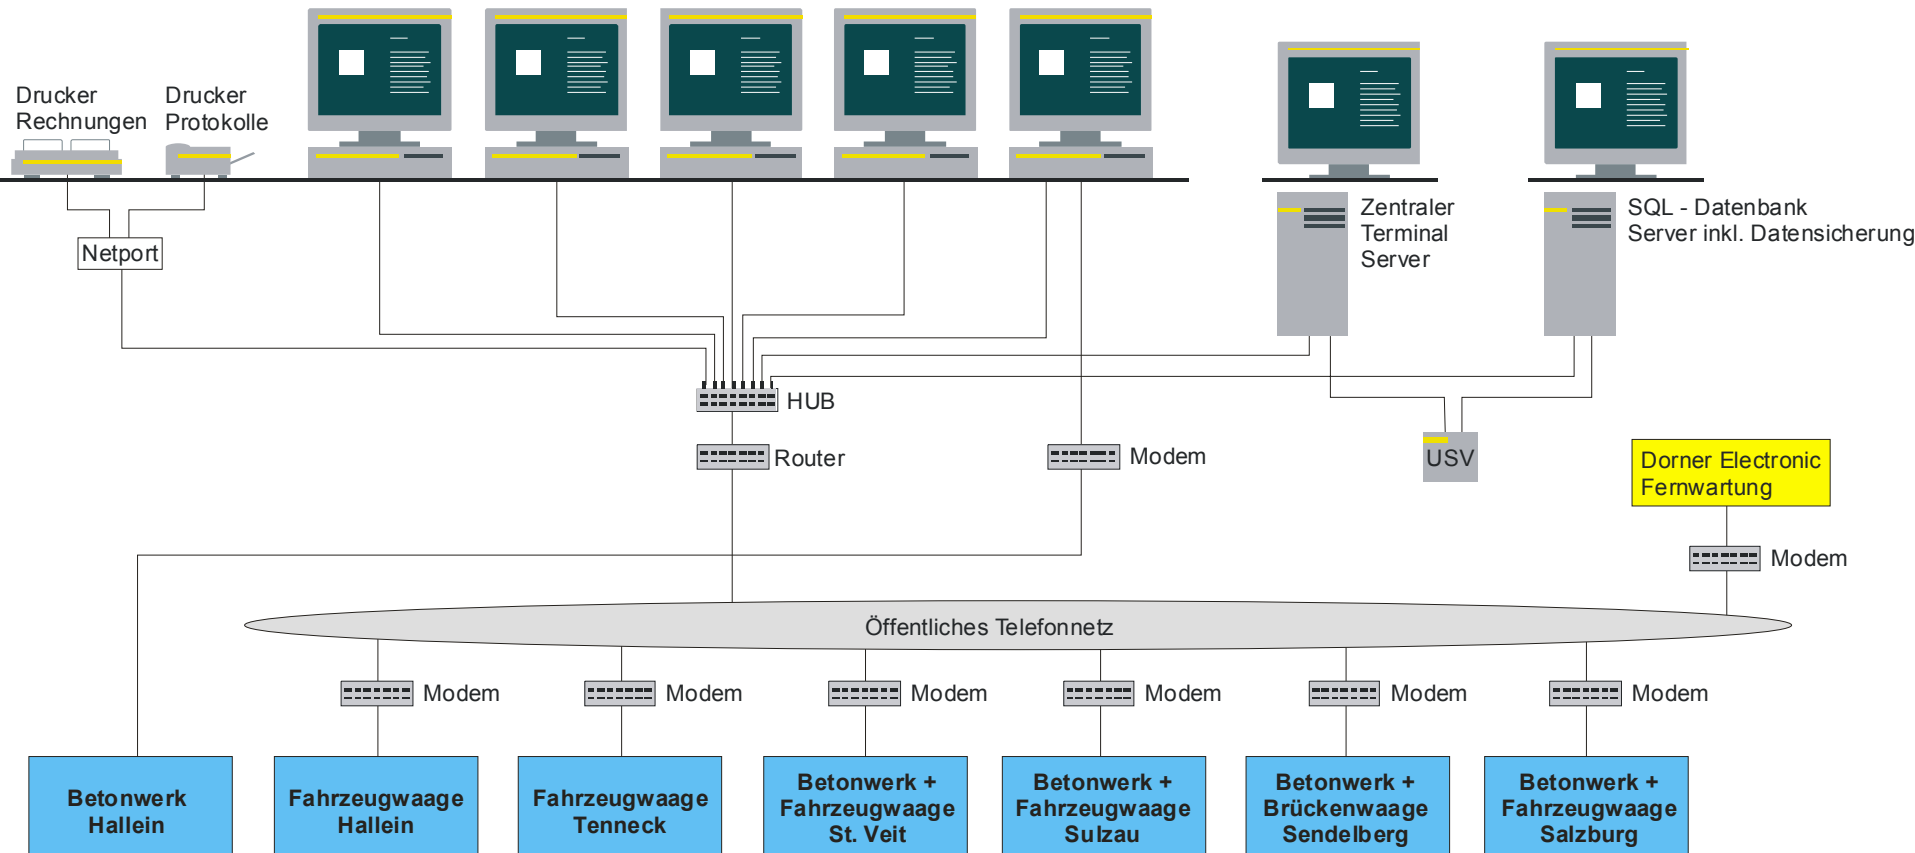 Drucker
Rechnungen
Drucker
Protokolle
Netport
Zentraler
Terminal
Server
SQL - Datenbank
Server inkl. Datensicherung
HUB
Router
Modem
USV
Dorner Electronic
Fernwartung
Modem
Öffentliches Telefonnetz
Modem
Modem
Modem
Modem
Modem
Modem
Betonwerk
Hallein
Fahrzeugwaage
Hallein
Fahrzeugwaage
Tenneck
Betonwerk +
Fahrzeugwaage
St. Veit
Betonwerk +
Fahrzeugwaage
Sulzau
Betonwerk +
Brückenwaage
Sendelberg
Betonwerk +
Fahrzeugwaage
Salzburg